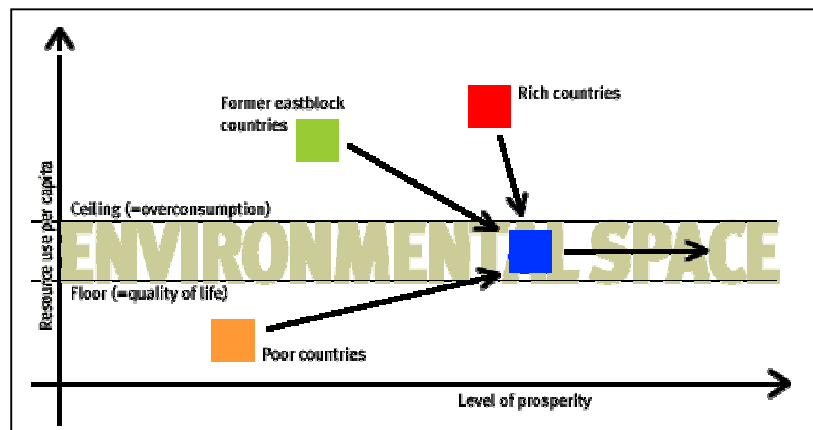 Former eastblock
countries
Rich countries
Resource use per capita
Ceiling (=overconsumption)
ENVIRONMENTAL SPACE
Floor (=quality of life)
Poor countries
Level of prosperity